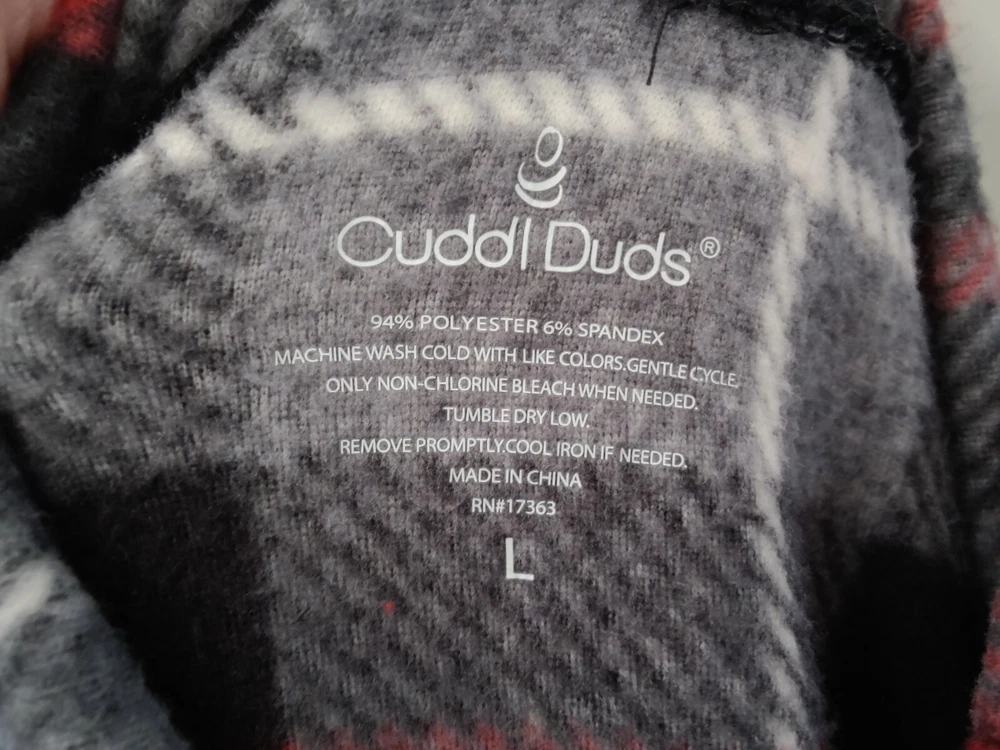 Cuddl Duds®
94% POLYESTER 6% SPANDEX
MACHINE WASH COLD WITH LIKE COLORS.GENTLE CYCLE.
ONLY NON-CHLORINE BLEACH WHEN NEEDED.
TUMBLE DRY LOW.
REMOVE PROMPTLY.COOL IRON IF NEEDED.
MADE IN CHINA
RN#17363
L